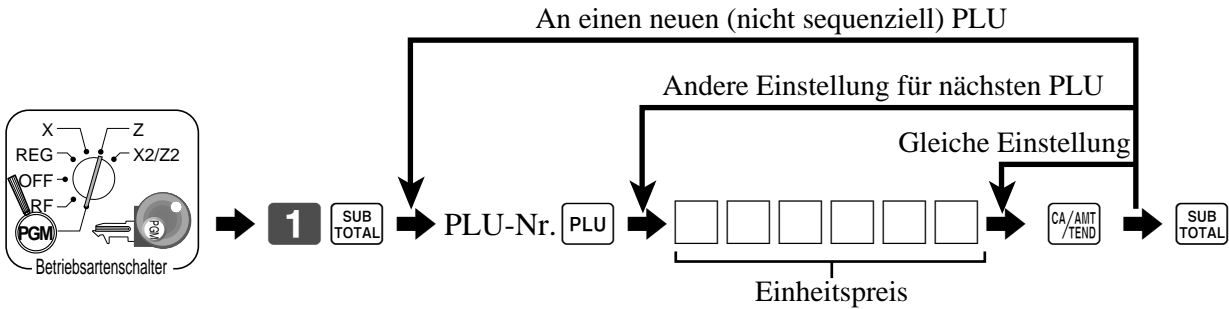 An einen neuen (nicht sequenziell) PLU
Andere Einstellung für nächsten PLU
Gleiche Einstellung
X Z
REG X2/Z2
OFF
RF
PGM PGM
Betriebsartenschalter
1 SUB TOTAL PLU-Nr. PLU CA/AMT/TEND SUB TOTAL
Einheitspreis